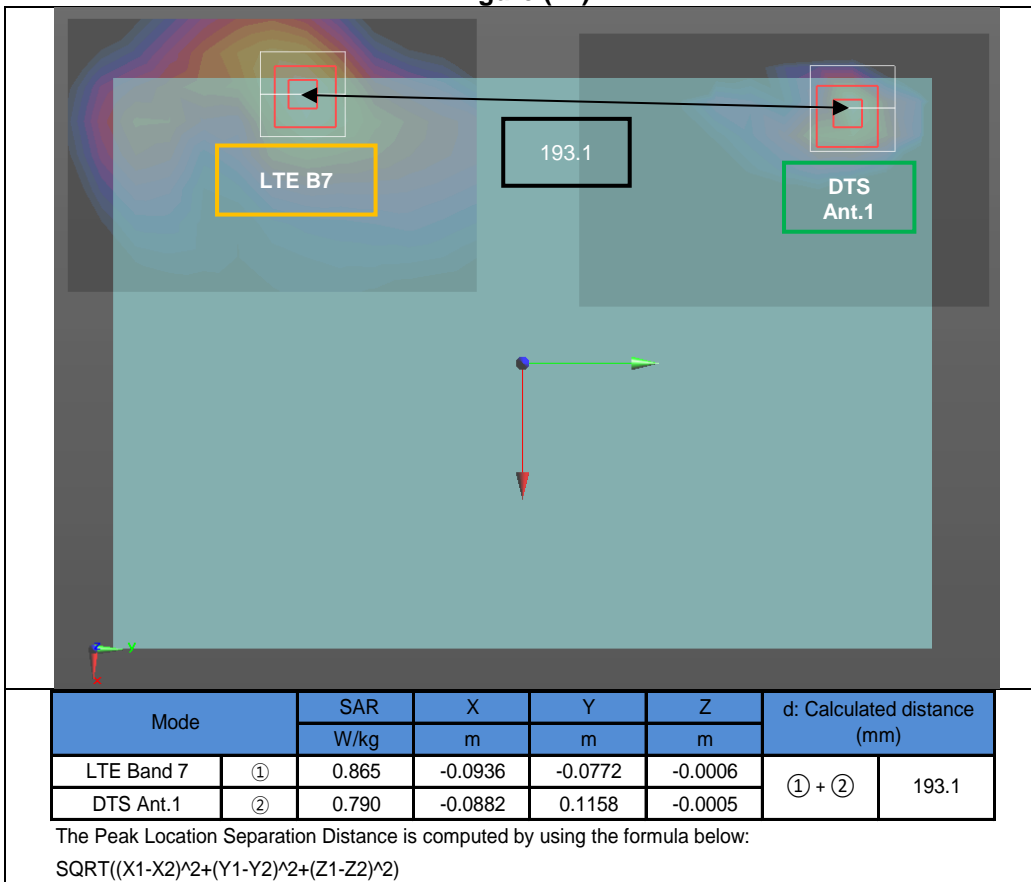 LTE B7
193.1
DTS
Ant.1
z y
x
Mode SAR X Y Z d: Calculated distance (mm)
W/kg m m m
LTE Band 7 ① 0.865 -0.0936 -0.0772 -0.0006 ① + ② 193.1
DTS Ant.1 ② 0.790 -0.0882 0.1158 -0.0005
The Peak Location Separation Distance is computed by using the formula below:
SQRT((X1-X2)^2+(Y1-Y2)^2+(Z1-Z2)^2)